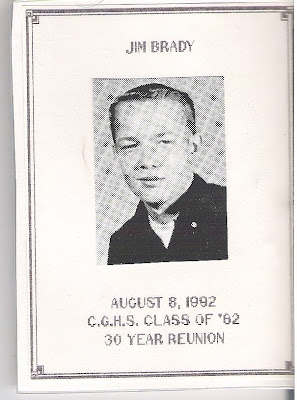 JIM BRADY
AUGUST 8, 1992
C.G.H.S. CLASS OF '62
30 YEAR REUNION